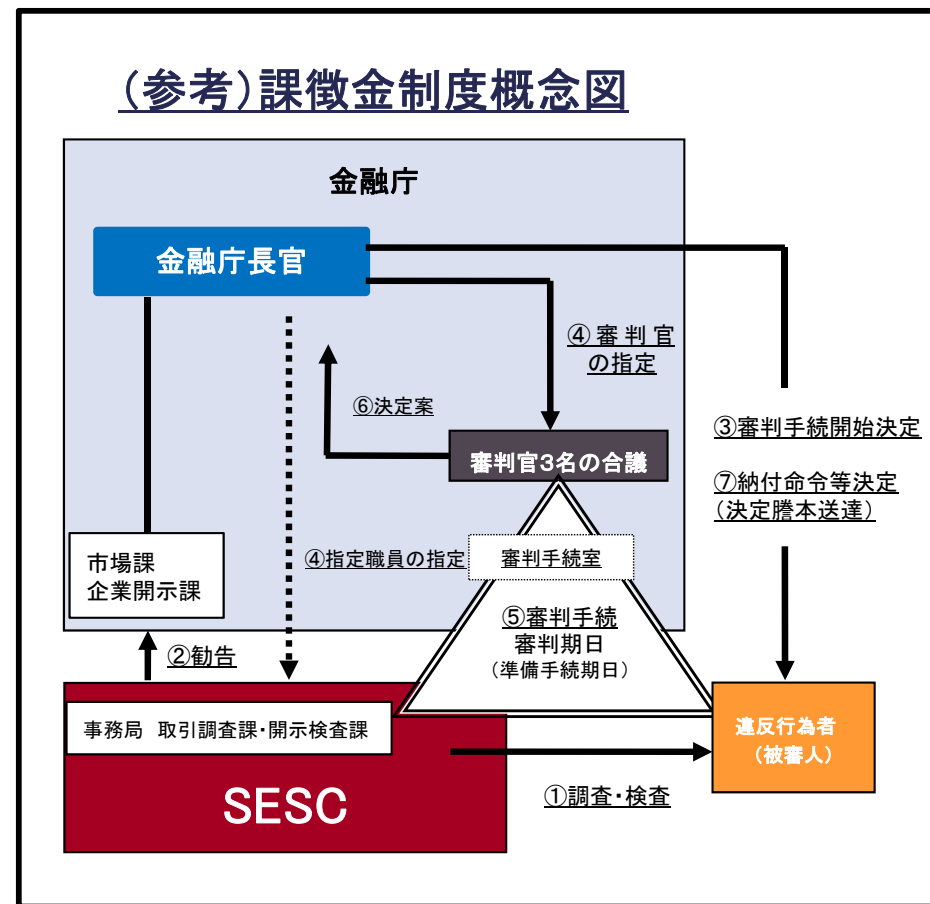 (参考)課徴金制度概念図
金融庁
金融庁長官
④審判官
の指定
⑥決定案
③審判手続開始決定
審判官3名の合議
⑦納付命令等決定
(決定謄本送達)
市場課
企業開示課
④指定職員の指定
審判手続室
⑤審判手続
審判期日
(準備手続期日)
②勧告
事務局 取引調査課・開示検査課
違反行為者
(被審人)
SESC
①調査・検査